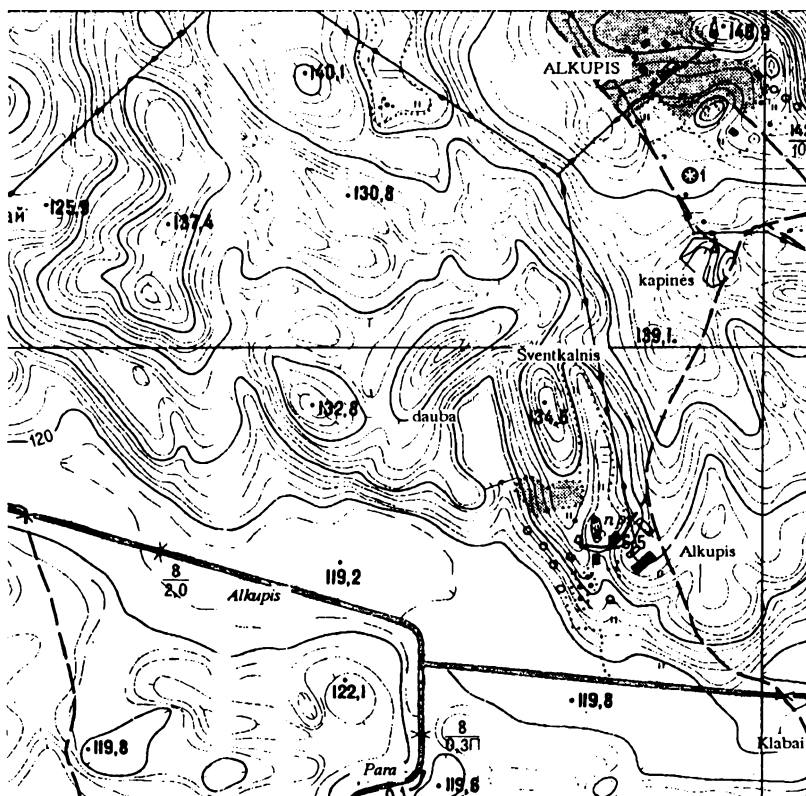 148,9
140,1
ALKUPIS
10
1
125,9
130,8
ай
137,4
kapinės
139,1
Šventkalnis
132,8
dauba
134,6
120
Alkupis
119,2
8
2,0
Alkupis
122,1
119,8
119,8
8
0,3П
Klabai
Para
119,8